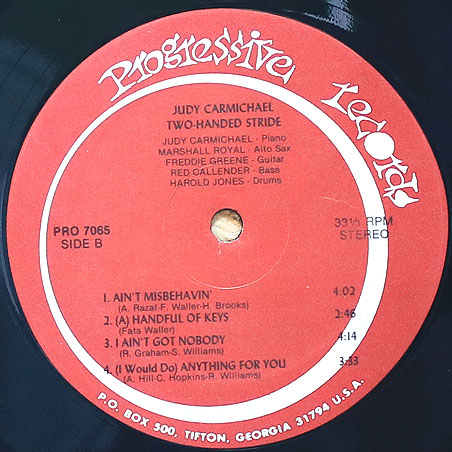 Progressive records
JUDY CARMICHAEL
TWO-HANDED STRIDE
JUDY CARMICHAEL - Piano
MARSHALL ROYAL - Alto Sax
FREDDIE GREENE - Guitar
RED CALLENDER - Bass
HAROLD JONES - Drums
PRO 7065
SIDE B
33⅓ RPM
STEREO
1. AIN'T MISBEHAVIN' 4:02
(A. Razaf-F. Waller-H. Brooks)
2. (A) HANDFUL OF KEYS 2:46
(Fats Waller)
3. I AIN'T GOT NOBODY 4:14
(R. Graham-S. Williams)
4. (I Would Do) ANYTHING FOR YOU 3:33
(A. Hill-C. Hopkins-R. Williams)
P.O. BOX 500, TIFTON, GEORGIA 31794 U.S.A.